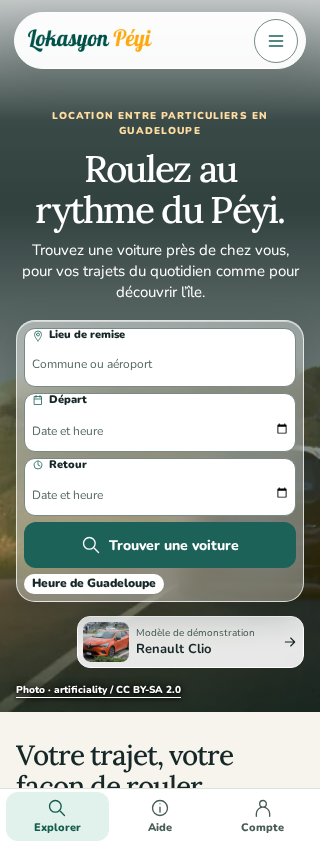 Lokasyon Péyi
LOCATION ENTRE PARTICULIERS EN
GUADELOUPE
Roulez au
rythme du Péyi.
Trouvez une voiture près de chez vous,
pour vos trajets du quotidien comme pour
découvrir l’île.
Lieu de remise
Commune ou aéroport
Départ
Date et heure
Retour
Date et heure
Trouver une voiture
Heure de Guadeloupe
Modèle de démonstration
Renault Clio
Photo · artificiality / CC BY-SA 2.0
Votre trajet, votre
façon de rouler
Explorer
Aide
Compte